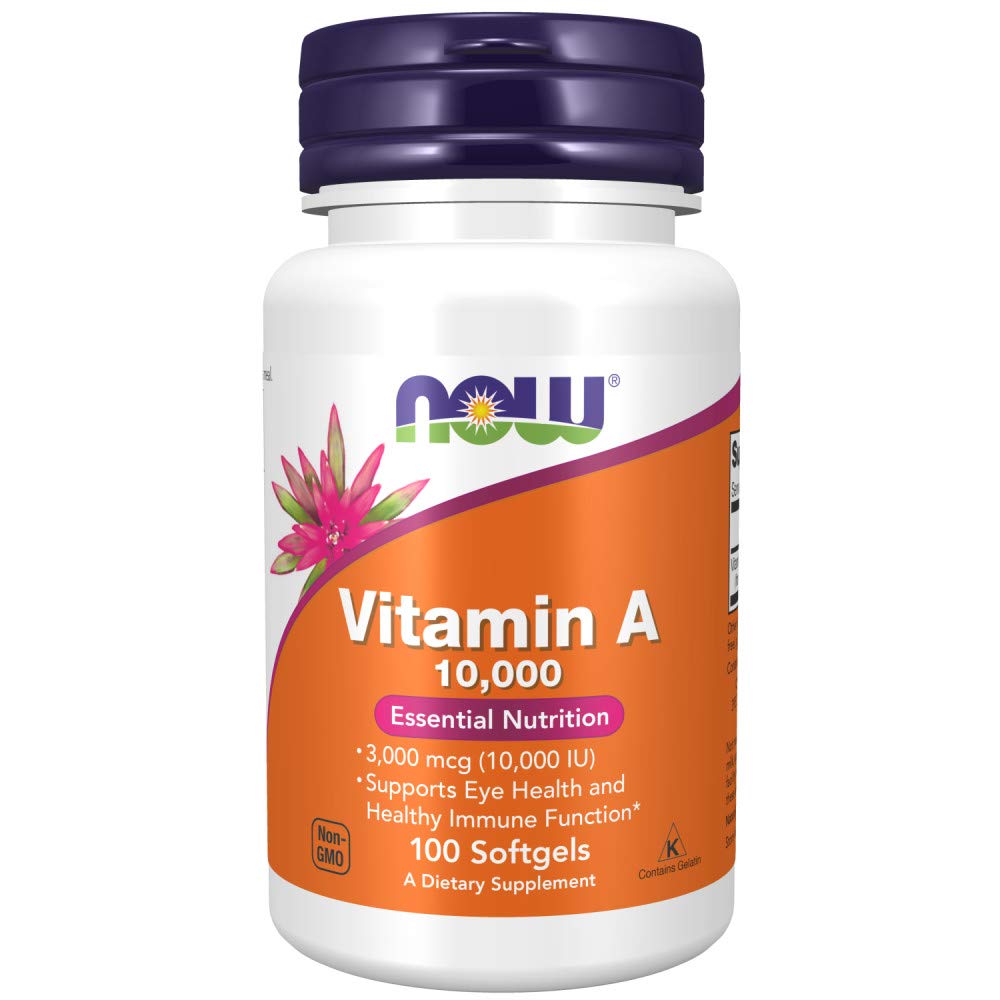 now®
Vitamin A
10,000
Essential Nutrition
• 3,000 mcg (10,000 IU)
• Supports Eye Health and
Healthy Immune Function*
100 Softgels
A Dietary Supplement
Non-
GMO
K
Contains Gelatin